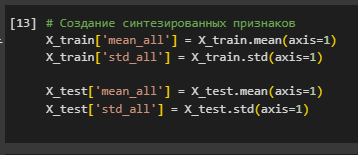 [13] # Создание синтезированных признаков
X_train['mean_all'] = X_train.mean(axis=1)
X_train['std_all'] = X_train.std(axis=1)
X_test['mean_all'] = X_test.mean(axis=1)
X_test['std_all'] = X_test.std(axis=1)